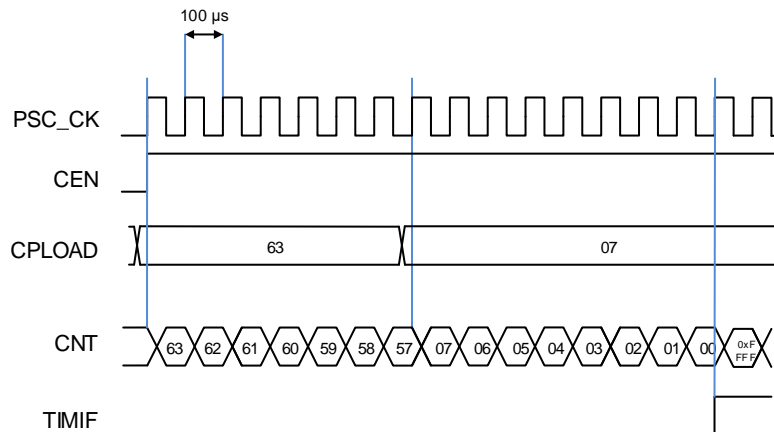 100 µs
PSC_CK
CEN
CPLOAD 63 07
CNT 63 62 61 60 59 58 57 07 06 05 04 03 02 01 00 0xF
FFF
TIMIF